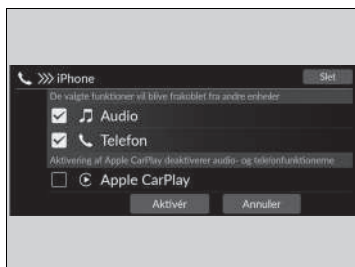 iPhone
Slet
De valgte funktioner vil blive frakoblet fra andre enheder
Audio
Telefon
Aktivering af Apple CarPlay deaktiverer audio- og telefonfunktionerne
Apple CarPlay
Aktivér
Annuler